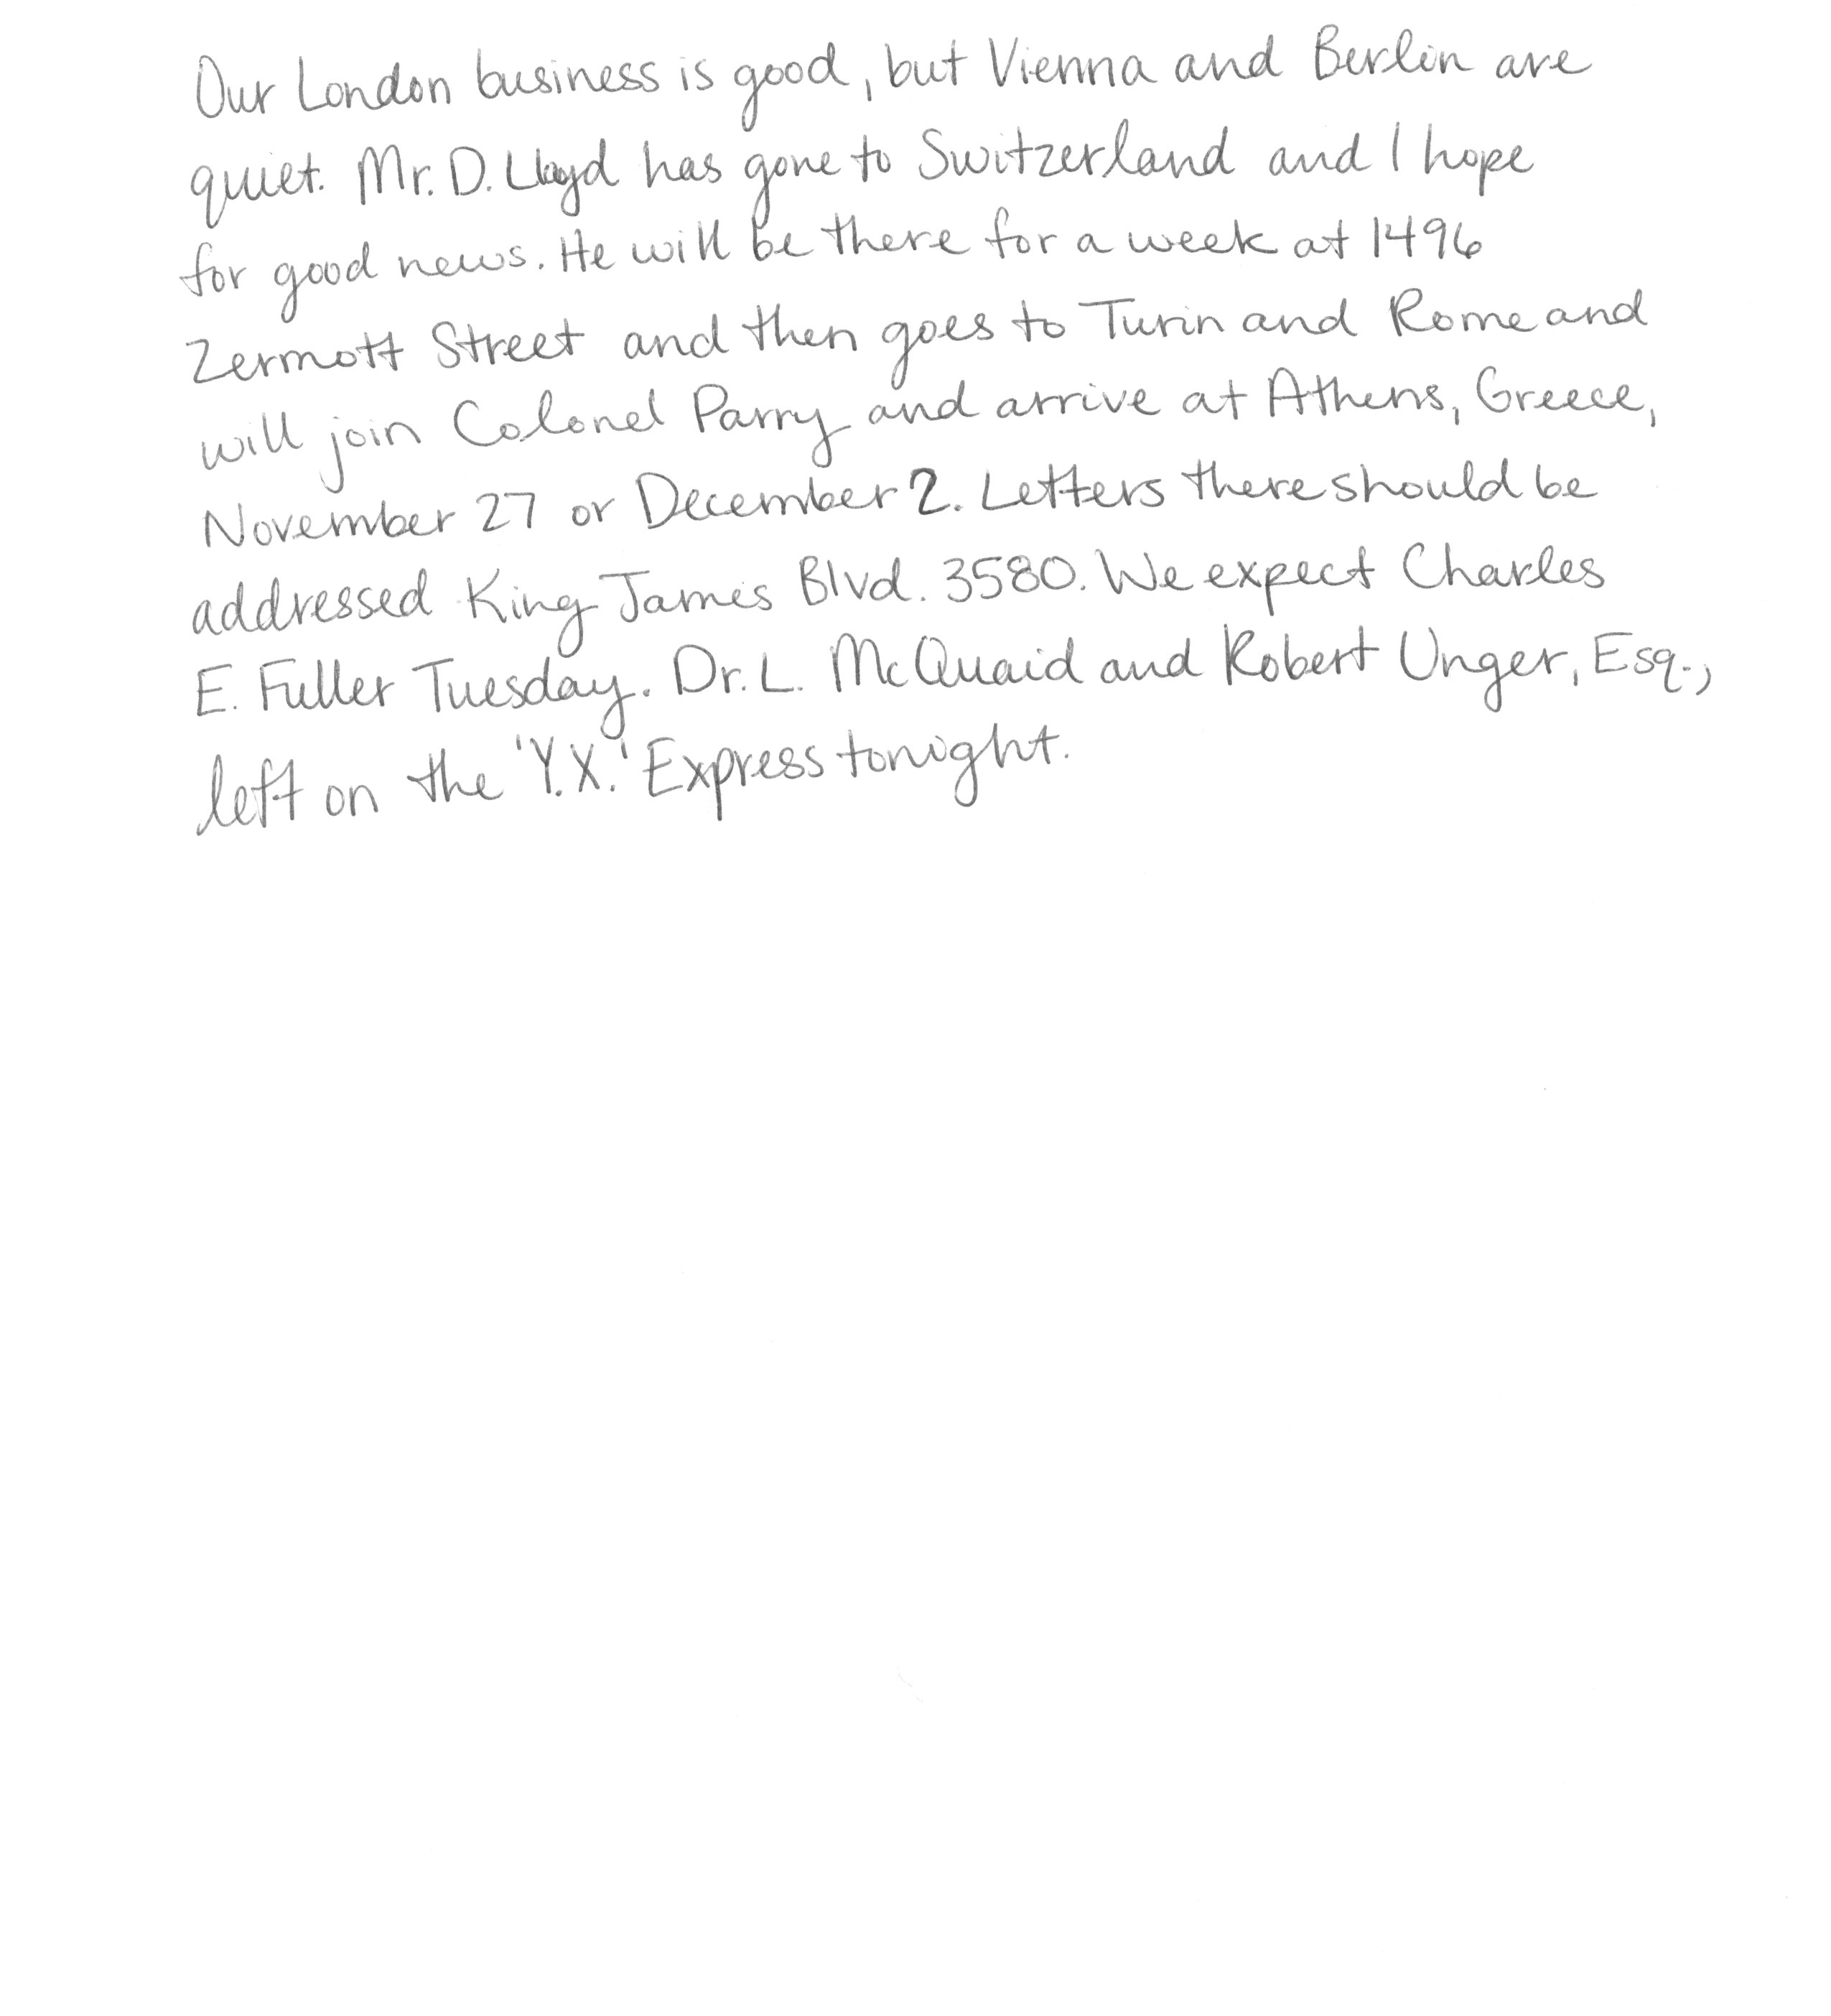 Our London business is good, but Vienna and Berlin are
quiet. Mr. D. Lloyd has gone to Switzerland and I hope
for good news. He will be there for a week at 1496
Zermott Street and then goes to Turin and Rome and
will join Colonel Parry and arrive at Athens, Greece,
November 27 or December 2. Letters there should be
addressed King James Blvd. 3580. We expect Charles
E. Fuller Tuesday. Dr. L. McQuaid and Robert Unger, Esq.,
left on the 'Y.X.' Express tonight.